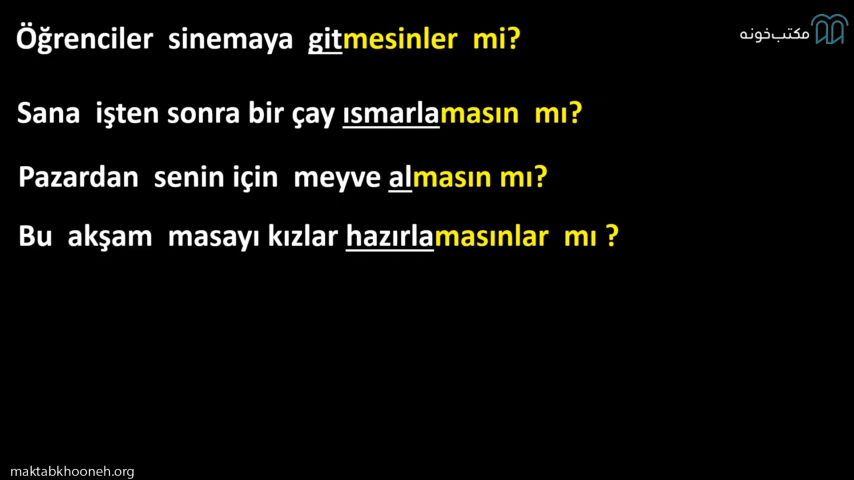 Öğrenciler sinemaya gitmesinler mi?
مکتب‌خونه
Sana işten sonra bir çay ısmarlamasın mı?
Pazardan senin için meyve almasın mı?
Bu akşam masayı kızlar hazırlamasınlar mı ?
maktabkhooneh.org